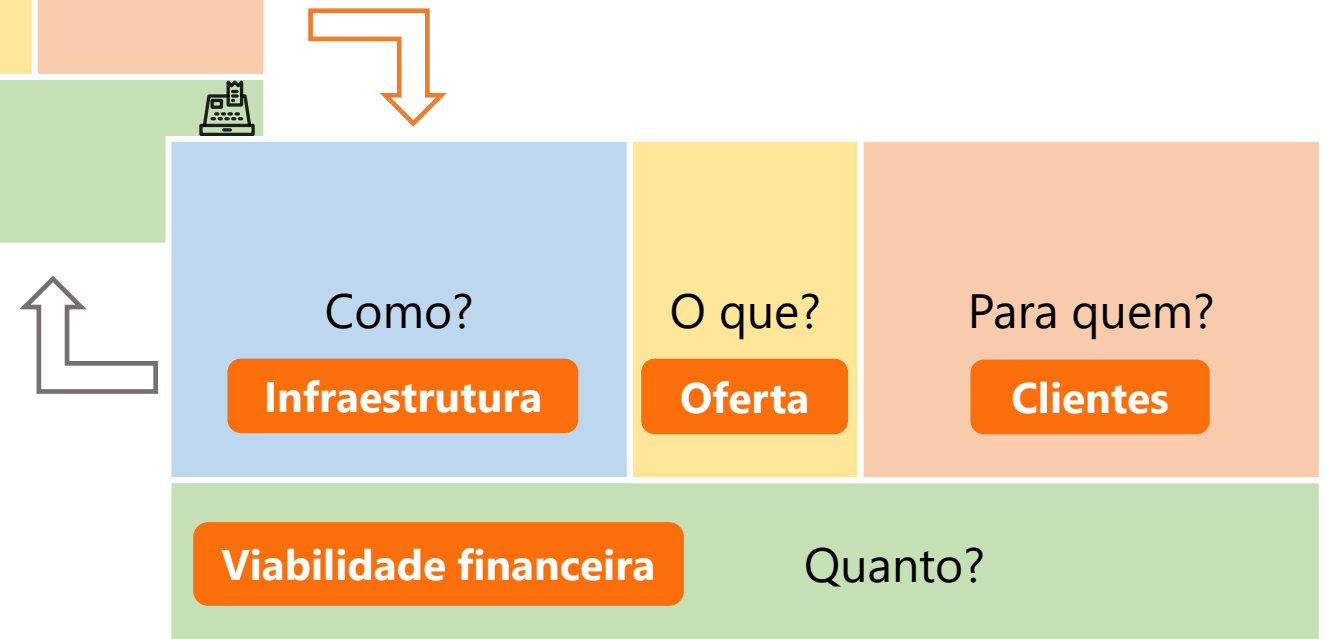 Como?
Infraestrutura
O que?
Oferta
Para quem?
Clientes
Viabilidade financeira
Quanto?